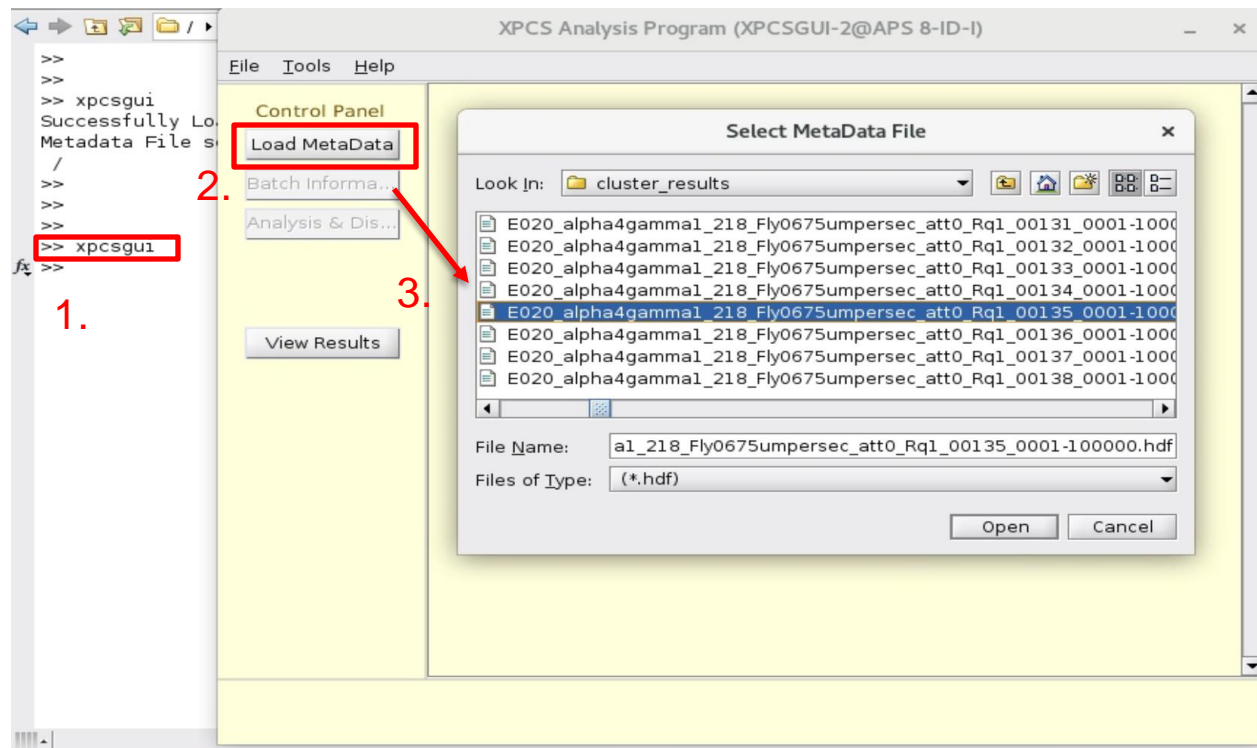 XPCS Analysis Program (XPCSGUI-2@APS 8-ID-I)
/
>>
>>
>> xpcsgui
Successfully Lo
Metadata File s
/
>>
>>
>>
>> xpcsgui
fx >>
1.
File Tools Help
Control Panel
Load MetaData
2.
Batch Informa...
Analysis & Dis...
3.
View Results
Select MetaData File
Look In: cluster_results
E020_alpha4gamma1_218_Fly0675umpersec_att0_Rq1_00131_0001-1000
E020_alpha4gamma1_218_Fly0675umpersec_att0_Rq1_00132_0001-1000
E020_alpha4gamma1_218_Fly0675umpersec_att0_Rq1_00133_0001-1000
E020_alpha4gamma1_218_Fly0675umpersec_att0_Rq1_00134_0001-1000
E020_alpha4gamma1_218_Fly0675umpersec_att0_Rq1_00135_0001-1000
E020_alpha4gamma1_218_Fly0675umpersec_att0_Rq1_00136_0001-1000
E020_alpha4gamma1_218_Fly0675umpersec_att0_Rq1_00137_0001-1000
E020_alpha4gamma1_218_Fly0675umpersec_att0_Rq1_00138_0001-1000
File Name: a1_218_Fly0675umpersec_att0_Rq1_00135_0001-100000.hdf
Files of Type: (*.hdf)
Open Cancel